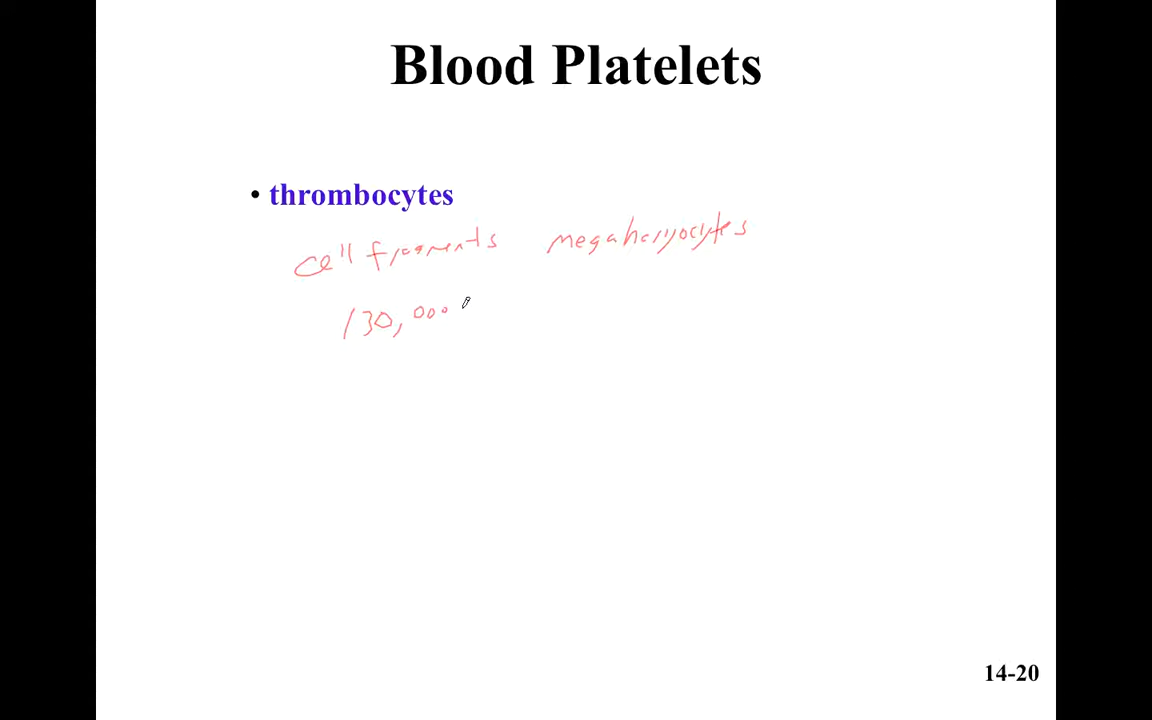 Blood Platelets
• thrombocytes
cell fragments megakaryocytes
130,000
14-20